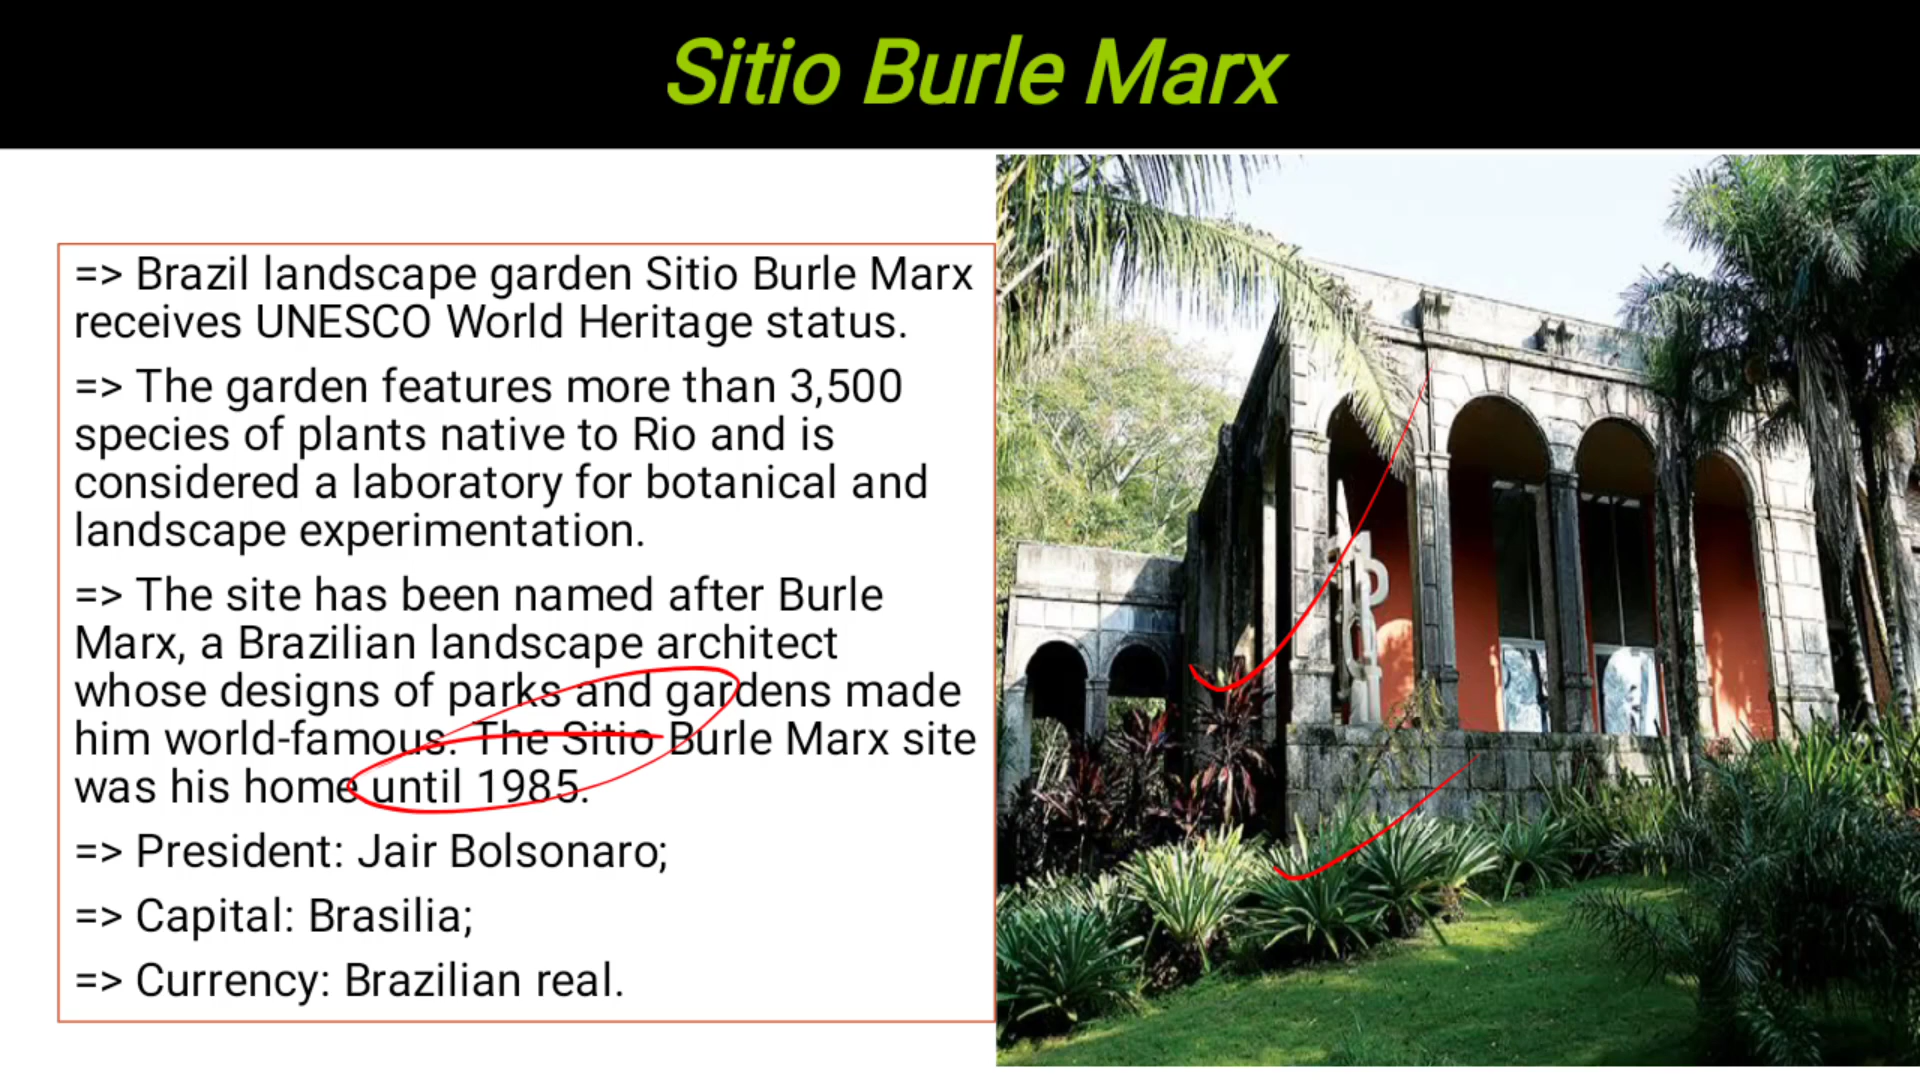 Sitio Burle Marx
=> Brazil landscape garden Sitio Burle Marx
receives UNESCO World Heritage status.
=> The garden features more than 3,500
species of plants native to Rio and is
considered a laboratory for botanical and
landscape experimentation.
=> The site has been named after Burle
Marx, a Brazilian landscape architect
whose designs of parks and gardens made
him world-famous. The Sitio Burle Marx site
was his home until 1985.
=> President: Jair Bolsonaro;
=> Capital: Brasilia;
=> Currency: Brazilian real.